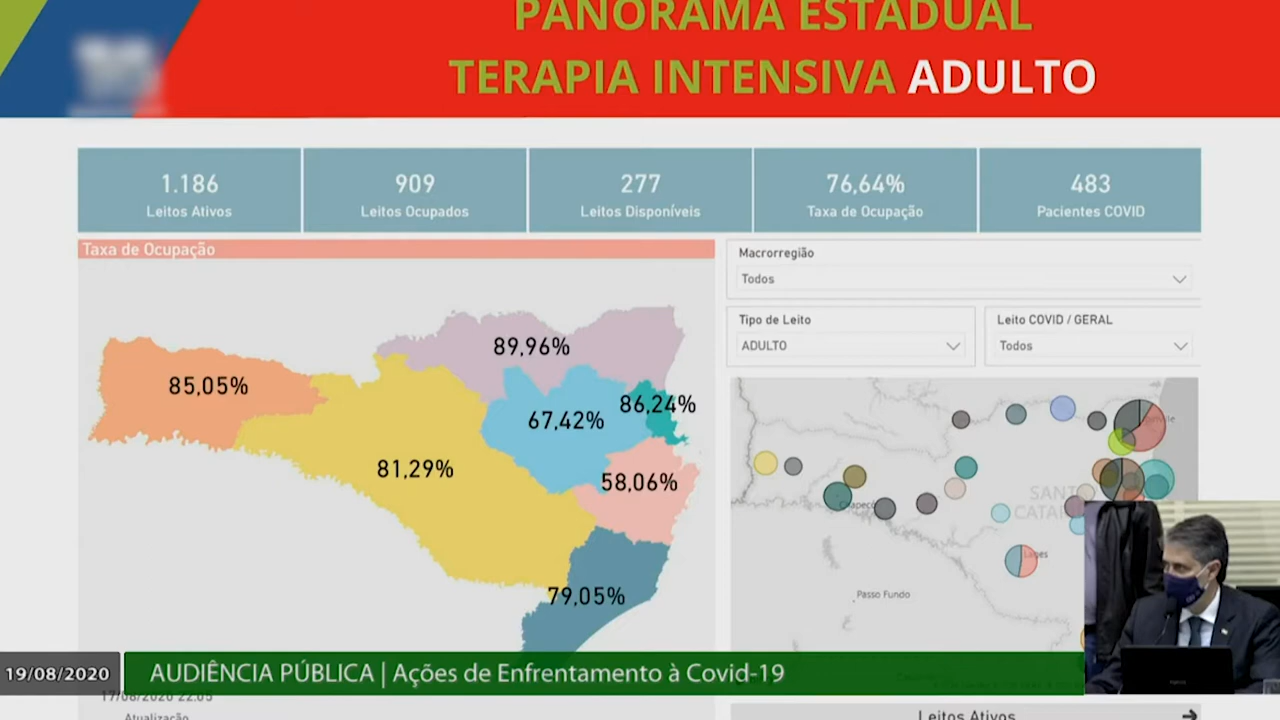 PANORAMA ESTADUAL
TERAPIA INTENSIVA ADULTO
1.186
Leitos Ativos
909
Leitos Ocupados
277
Leitos Disponíveis
76,64%
Taxa de Ocupação
483
Pacientes COVID
Taxa de Ocupação
89,96%
85,05%
86,24%
67,42%
81,29%
58,06%
79,05%
Macrorregião
Todos
Tipo de Leito
ADULTO
Leito COVID / GERAL
Todos
Chapecó
SANT
CATAR
Lages
Passo Fundo
19/08/2020
AUDIÊNCIA PÚBLICA | Ações de Enfrentamento à Covid-19
17/08/2020 22:05
Atualização
Leitos Ativos